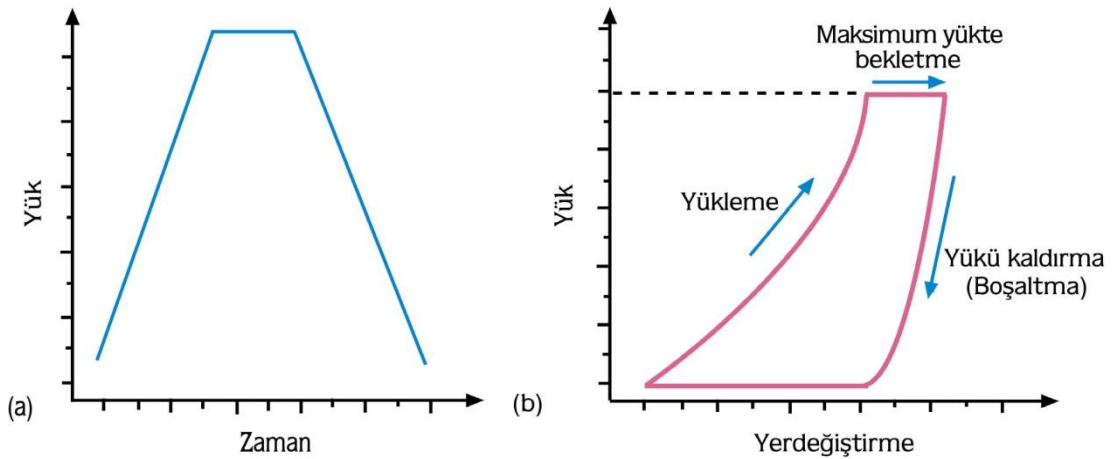 Yük
Zaman
(a)
Maksimum yükte
bekletme
Yükleme
Yükü kaldırma
(Boşaltma)
Yük
Yerdeğiştirme
(b)